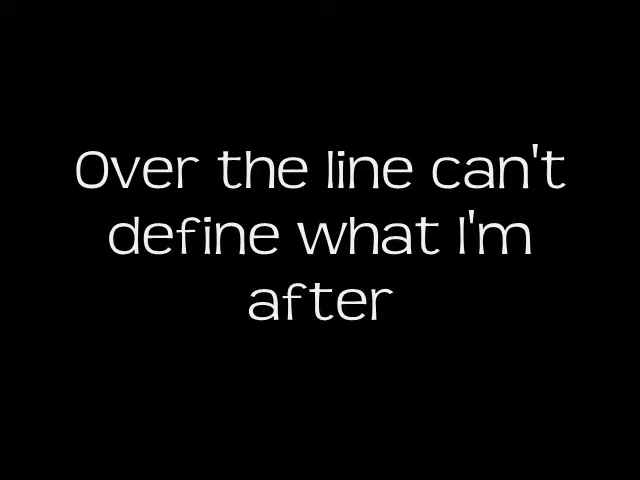 Over the line can't
define what I'm
after